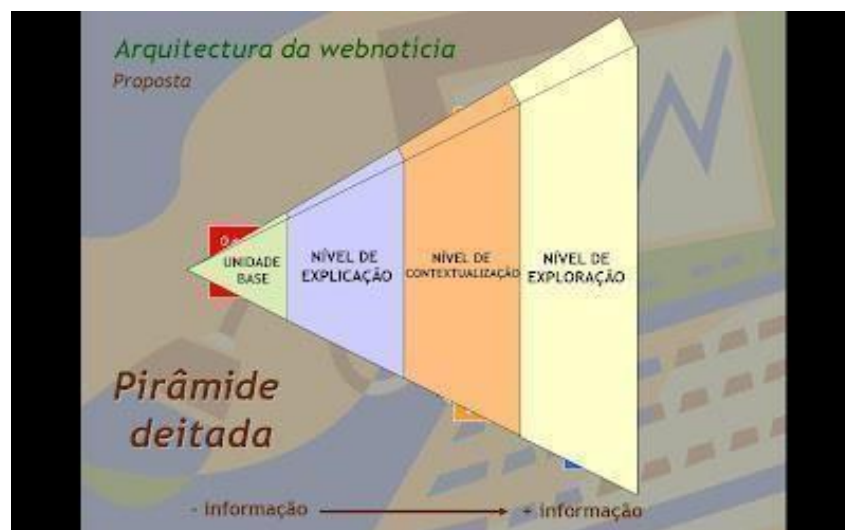 Arquitectura da webnotícia
Proposta
UNIDADE
BASE
NÍVEL DE
EXPLICAÇÃO
NÍVEL DE
CONTEXTUALIZAÇÃO
NÍVEL DE
EXPLORAÇÃO
Pirâmide
deitada
- informação
+ informação